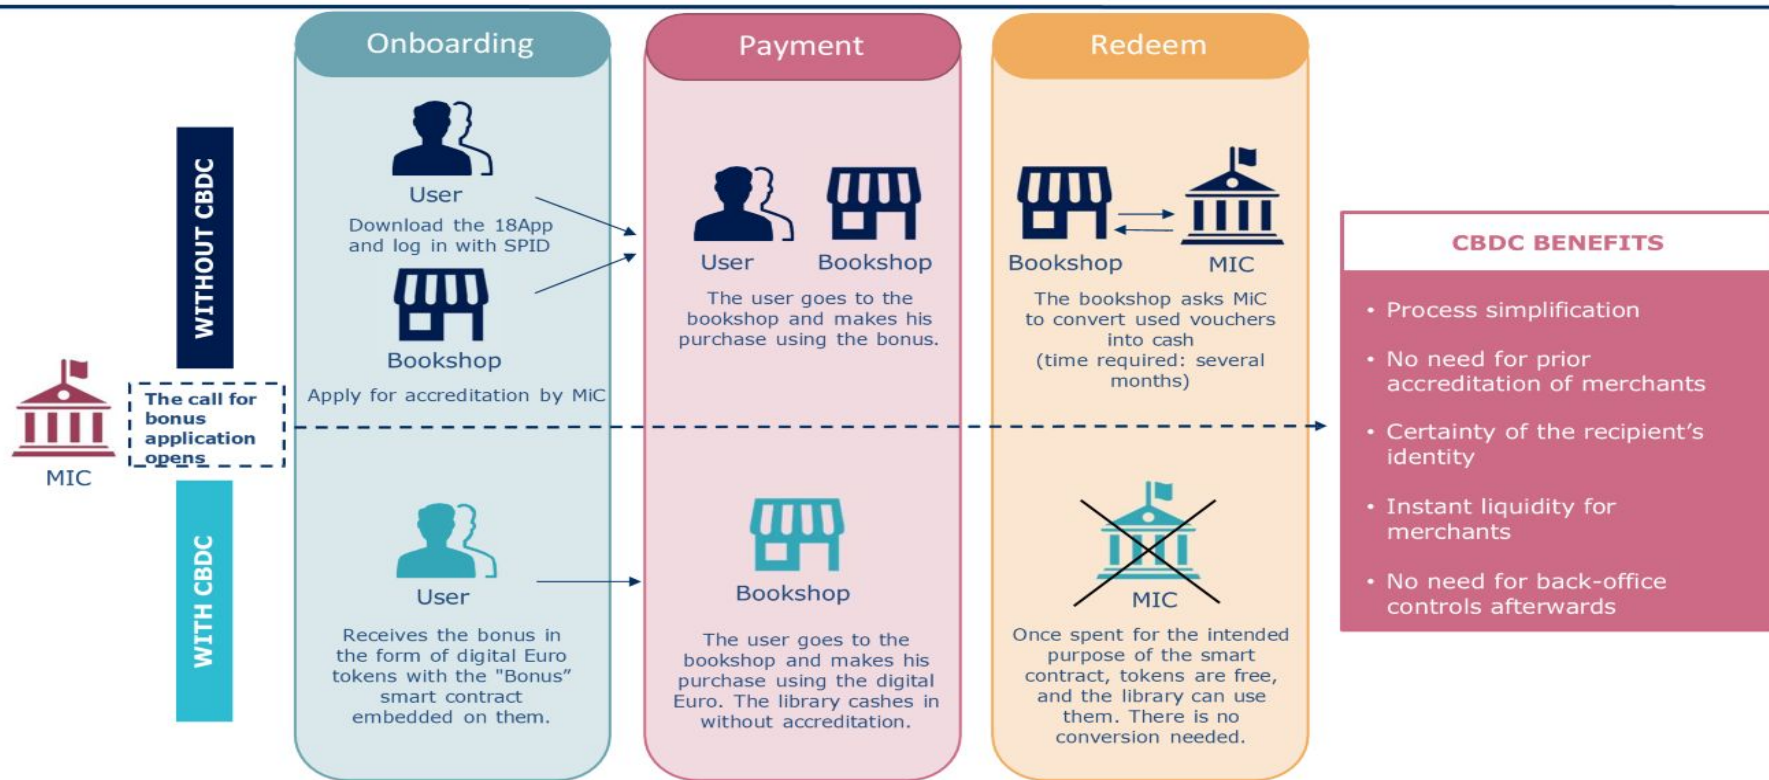 Onboarding
Payment
Redeem
WITHOUT CBDC
User
Download the 18App
and log in with SPID
Bookshop
Apply for accreditation by MiC
User
Bookshop
The user goes to the
bookshop and makes his
purchase using the bonus.
Bookshop
MIC
The bookshop asks MiC
to convert used vouchers
into cash
(time required: several
months)
MIC
The call for
bonus
application
opens
WITH CBDC
User
Receives the bonus in
the form of digital Euro
tokens with the "Bonus”
smart contract
embedded on them.
Bookshop
The user goes to the
bookshop and makes his
purchase using the digital
Euro. The library cashes in
without accreditation.
MIC
Once spent for the intended
purpose of the smart
contract, tokens are free,
and the library can use
them. There is no
conversion needed.
CBDC BENEFITS
• Process simplification
• No need for prior
accreditation of merchants
• Certainty of the recipient’s
identity
• Instant liquidity for
merchants
• No need for back-office
controls afterwards